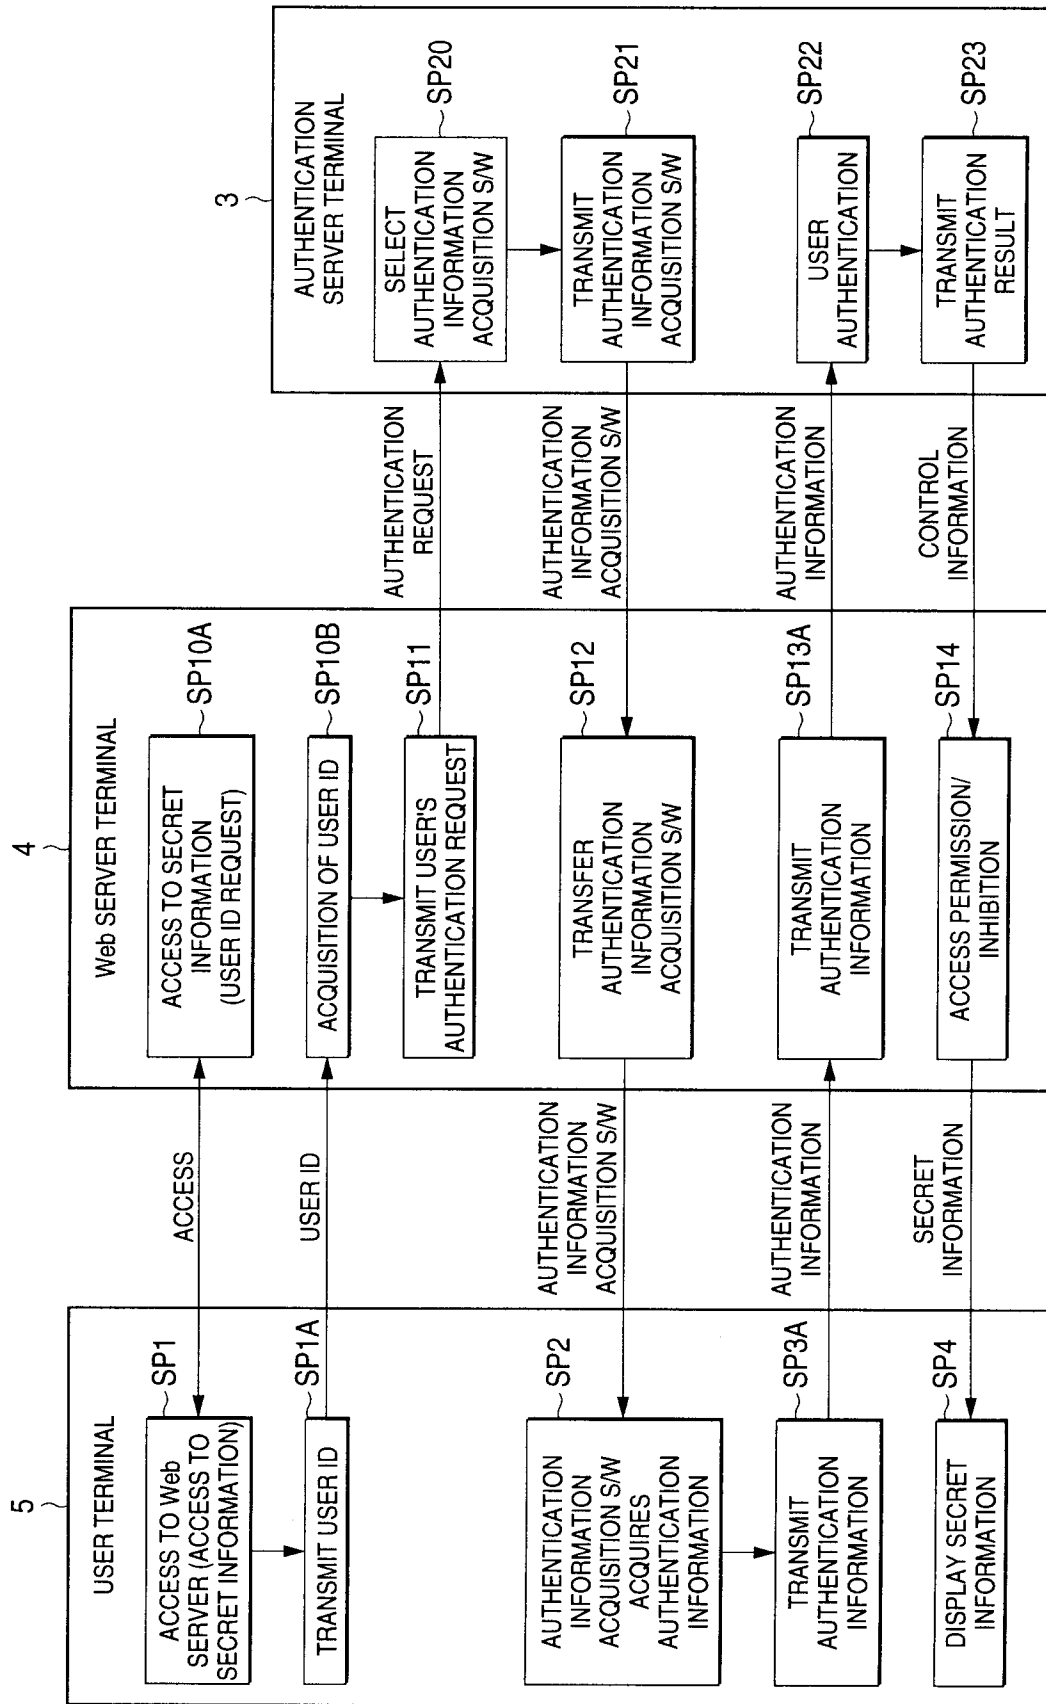 5
USER TERMINAL
SP1
ACCESS TO Web
SERVER (ACCESS TO
SECRET INFORMATION)
SP1A
TRANSMIT USER ID
SP2
AUTHENTICATION
INFORMATION
ACQUISITION S/W
ACQUIRES
AUTHENTICATION
INFORMATION
SP3A
TRANSMIT
AUTHENTICATION
INFORMATION
SP4
DISPLAY SECRET
INFORMATION
ACCESS
USER ID
AUTHENTICATION
INFORMATION
ACQUISITION S/W
AUTHENTICATION
INFORMATION
SECRET
INFORMATION
4
Web SERVER TERMINAL
SP10A
ACCESS TO SECRET
INFORMATION
(USER ID REQUEST)
SP10B
ACQUISITION OF USER ID
SP11
TRANSMIT USER'S
AUTHENTICATION REQUEST
SP12
TRANSFER
AUTHENTICATION
INFORMATION
ACQUISITION S/W
SP13A
TRANSMIT
AUTHENTICATION
INFORMATION
SP14
ACCESS PERMISSION/
INHIBITION
AUTHENTICATION
REQUEST
AUTHENTICATION
INFORMATION
ACQUISITION S/W
AUTHENTICATION
INFORMATION
CONTROL
INFORMATION
3
AUTHENTICATION
SERVER TERMINAL
SP20
SELECT
AUTHENTICATION
INFORMATION
ACQUISITION S/W
SP21
TRANSMIT
AUTHENTICATION
INFORMATION
ACQUISITION S/W
SP22
USER
AUTHENTICATION
SP23
TRANSMIT
AUTHENTICATION
RESULT